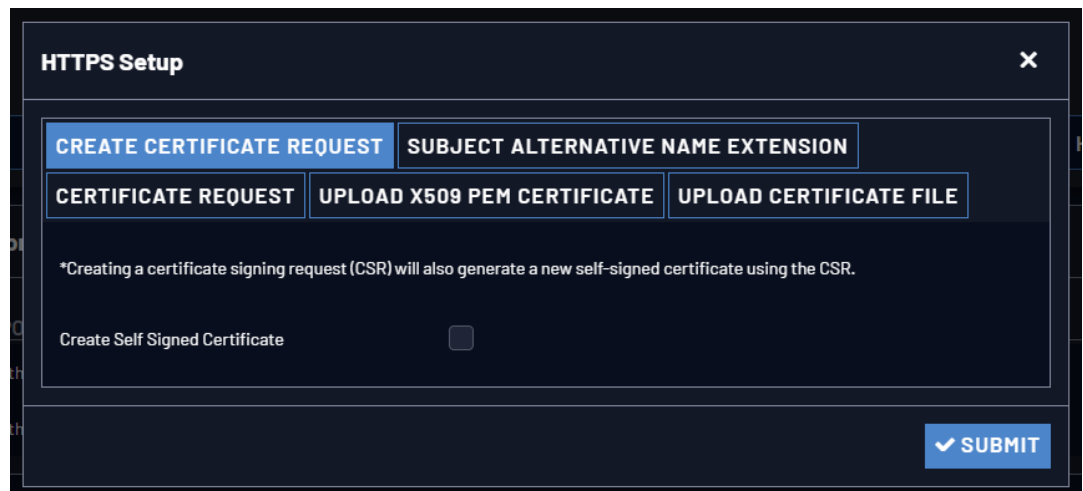 HTTPS Setup
CREATE CERTIFICATE REQUEST SUBJECT ALTERNATIVE NAME EXTENSION
CERTIFICATE REQUEST UPLOAD X509 PEM CERTIFICATE UPLOAD CERTIFICATE FILE
*Creating a certificate signing request (CSR) will also generate a new self-signed certificate using the CSR.
Create Self Signed Certificate
SUBMIT